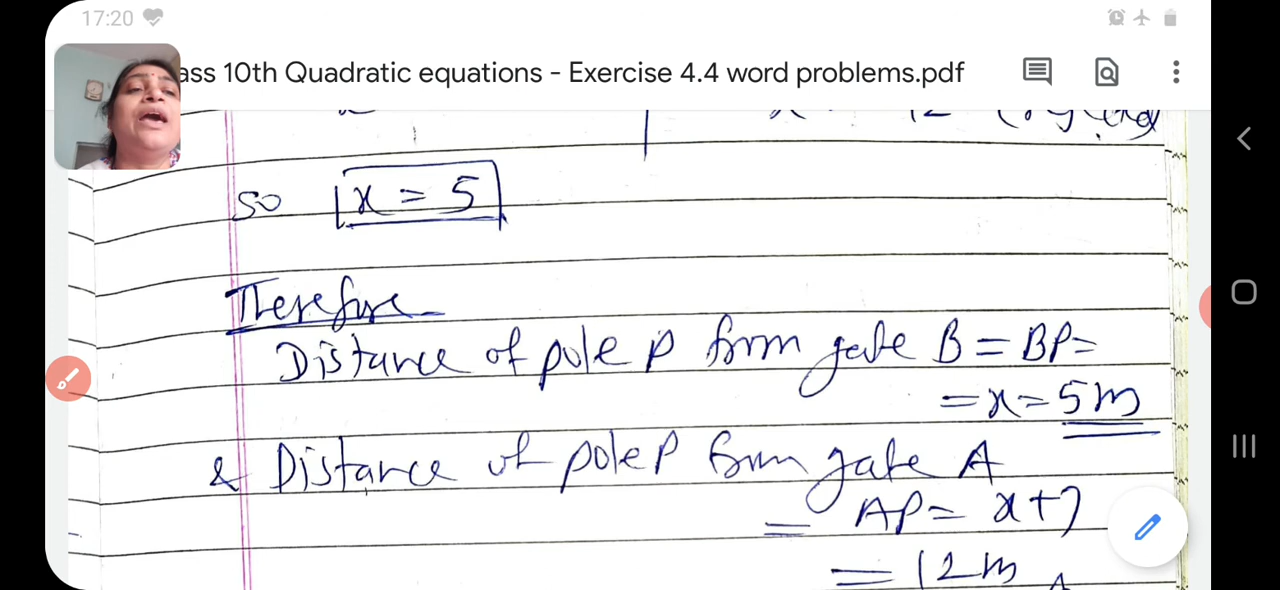 17:20
ass 10th Quadratic equations - Exercise 4.4 word problems.pdf
so x = 5
Therefore
Distance of pole P from gate B = BP =
= x = 5m
& Distance of pole P from gate A
= AP = x+7
= 12m